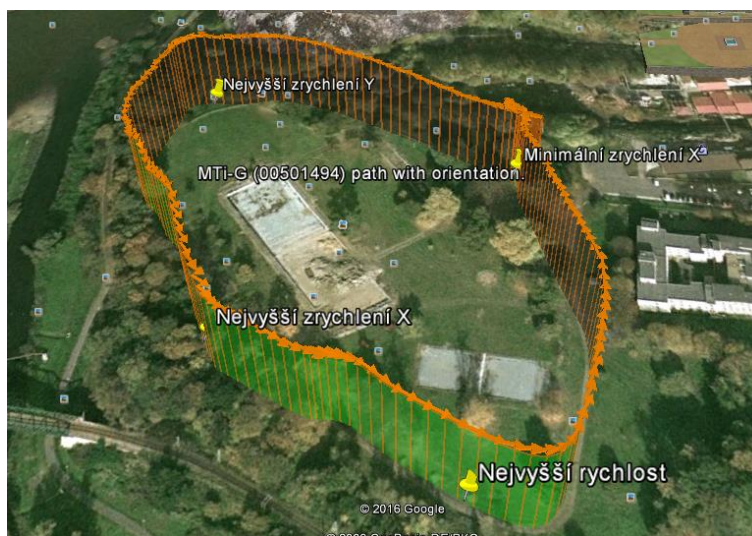 Nejvyšší zrychlení Y
Minimální zrychlení X
MTi-G (00501494) path with orientation.
Nejvyšší zrychlení X
Nejvyšší rychlost
© 2016 Google